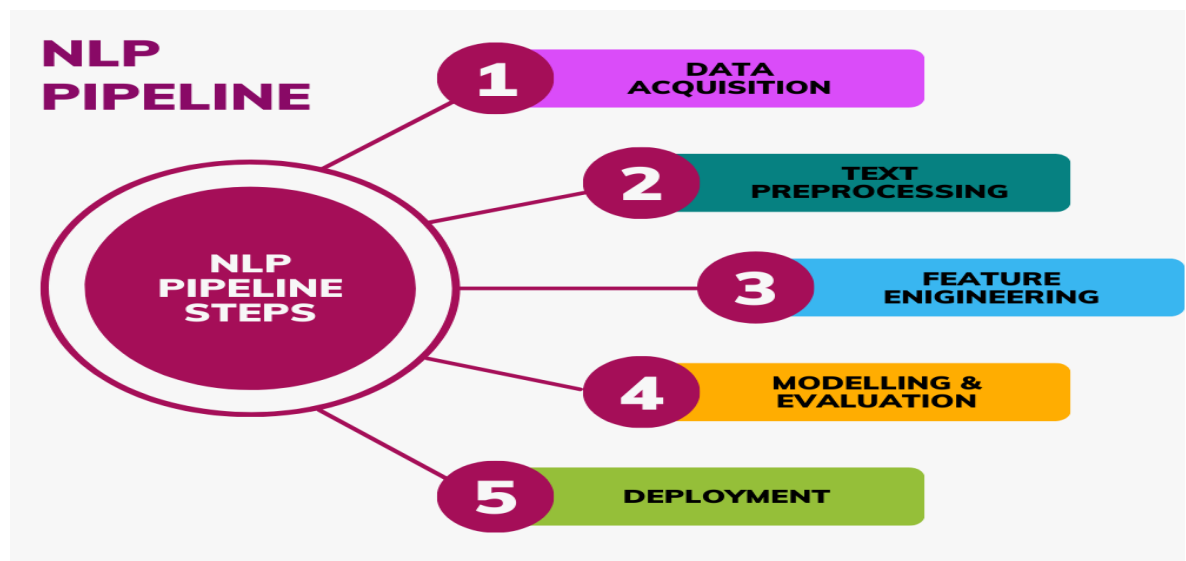 NLP
PIPELINE
NLP
PIPELINE
STEPS
1
DATA
ACQUISITION
2
TEXT
PREPROCESSING
3
FEATURE
ENIGINEERING
4
MODELLING &
EVALUATION
5
DEPLOYMENT